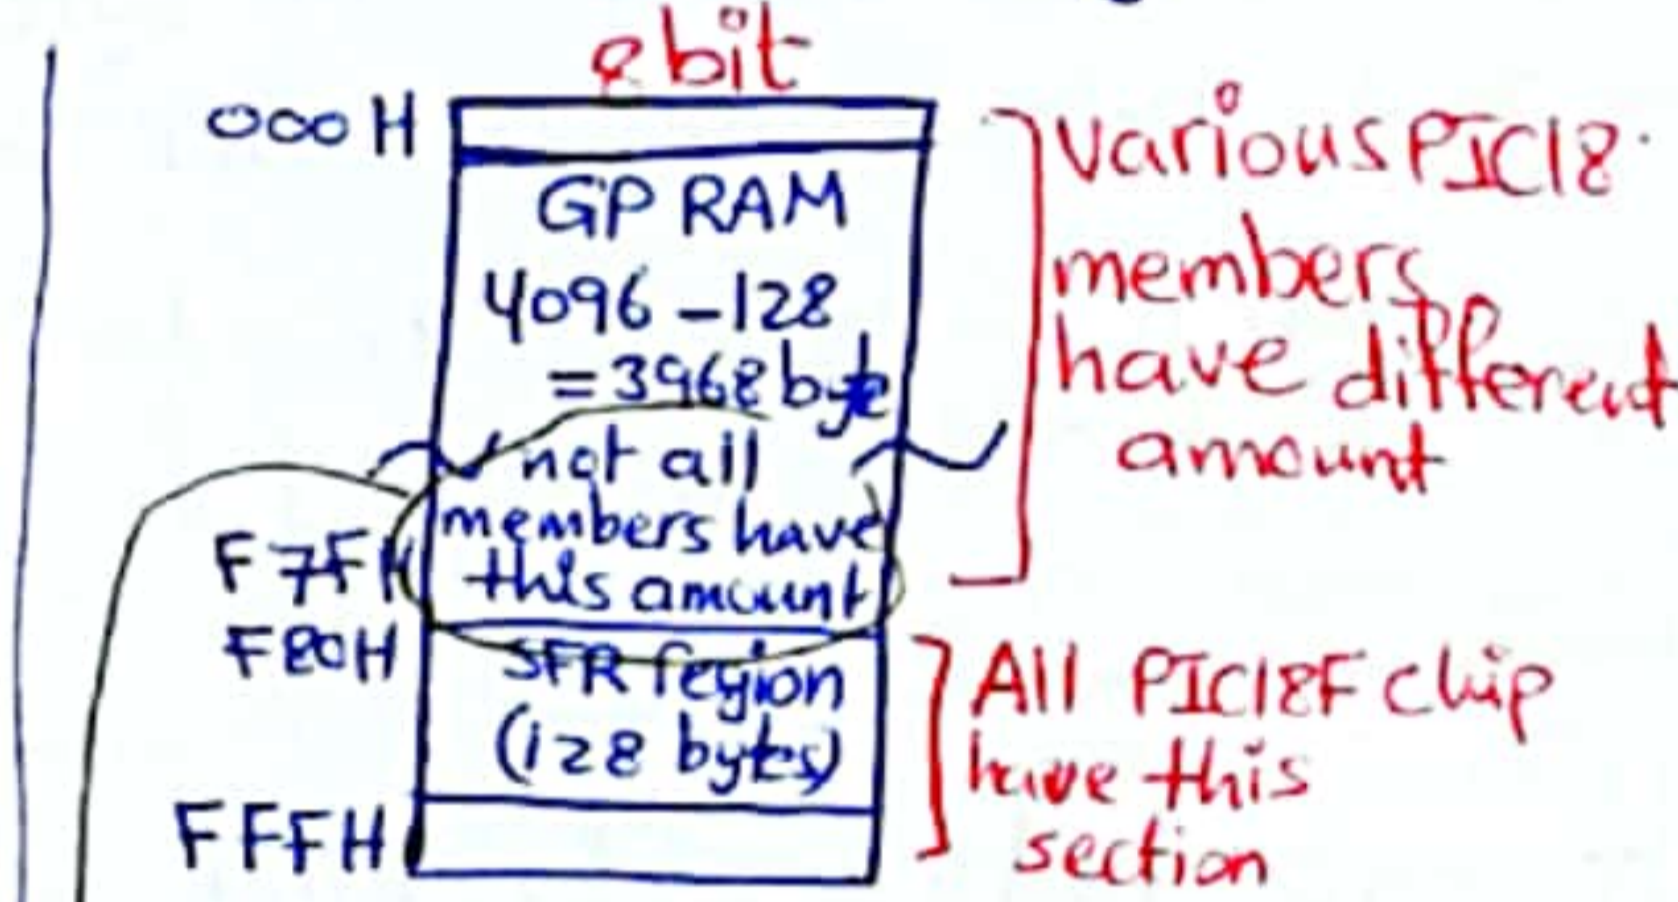 8bit
000H
GP RAM
4096 - 128
= 3968 byte
not all
members have
this amount
F7FH
F80H
SFR region
(128 bytes)
FFFH
various PIC18
members
have different
amount
All PIC18F chip
have this
section